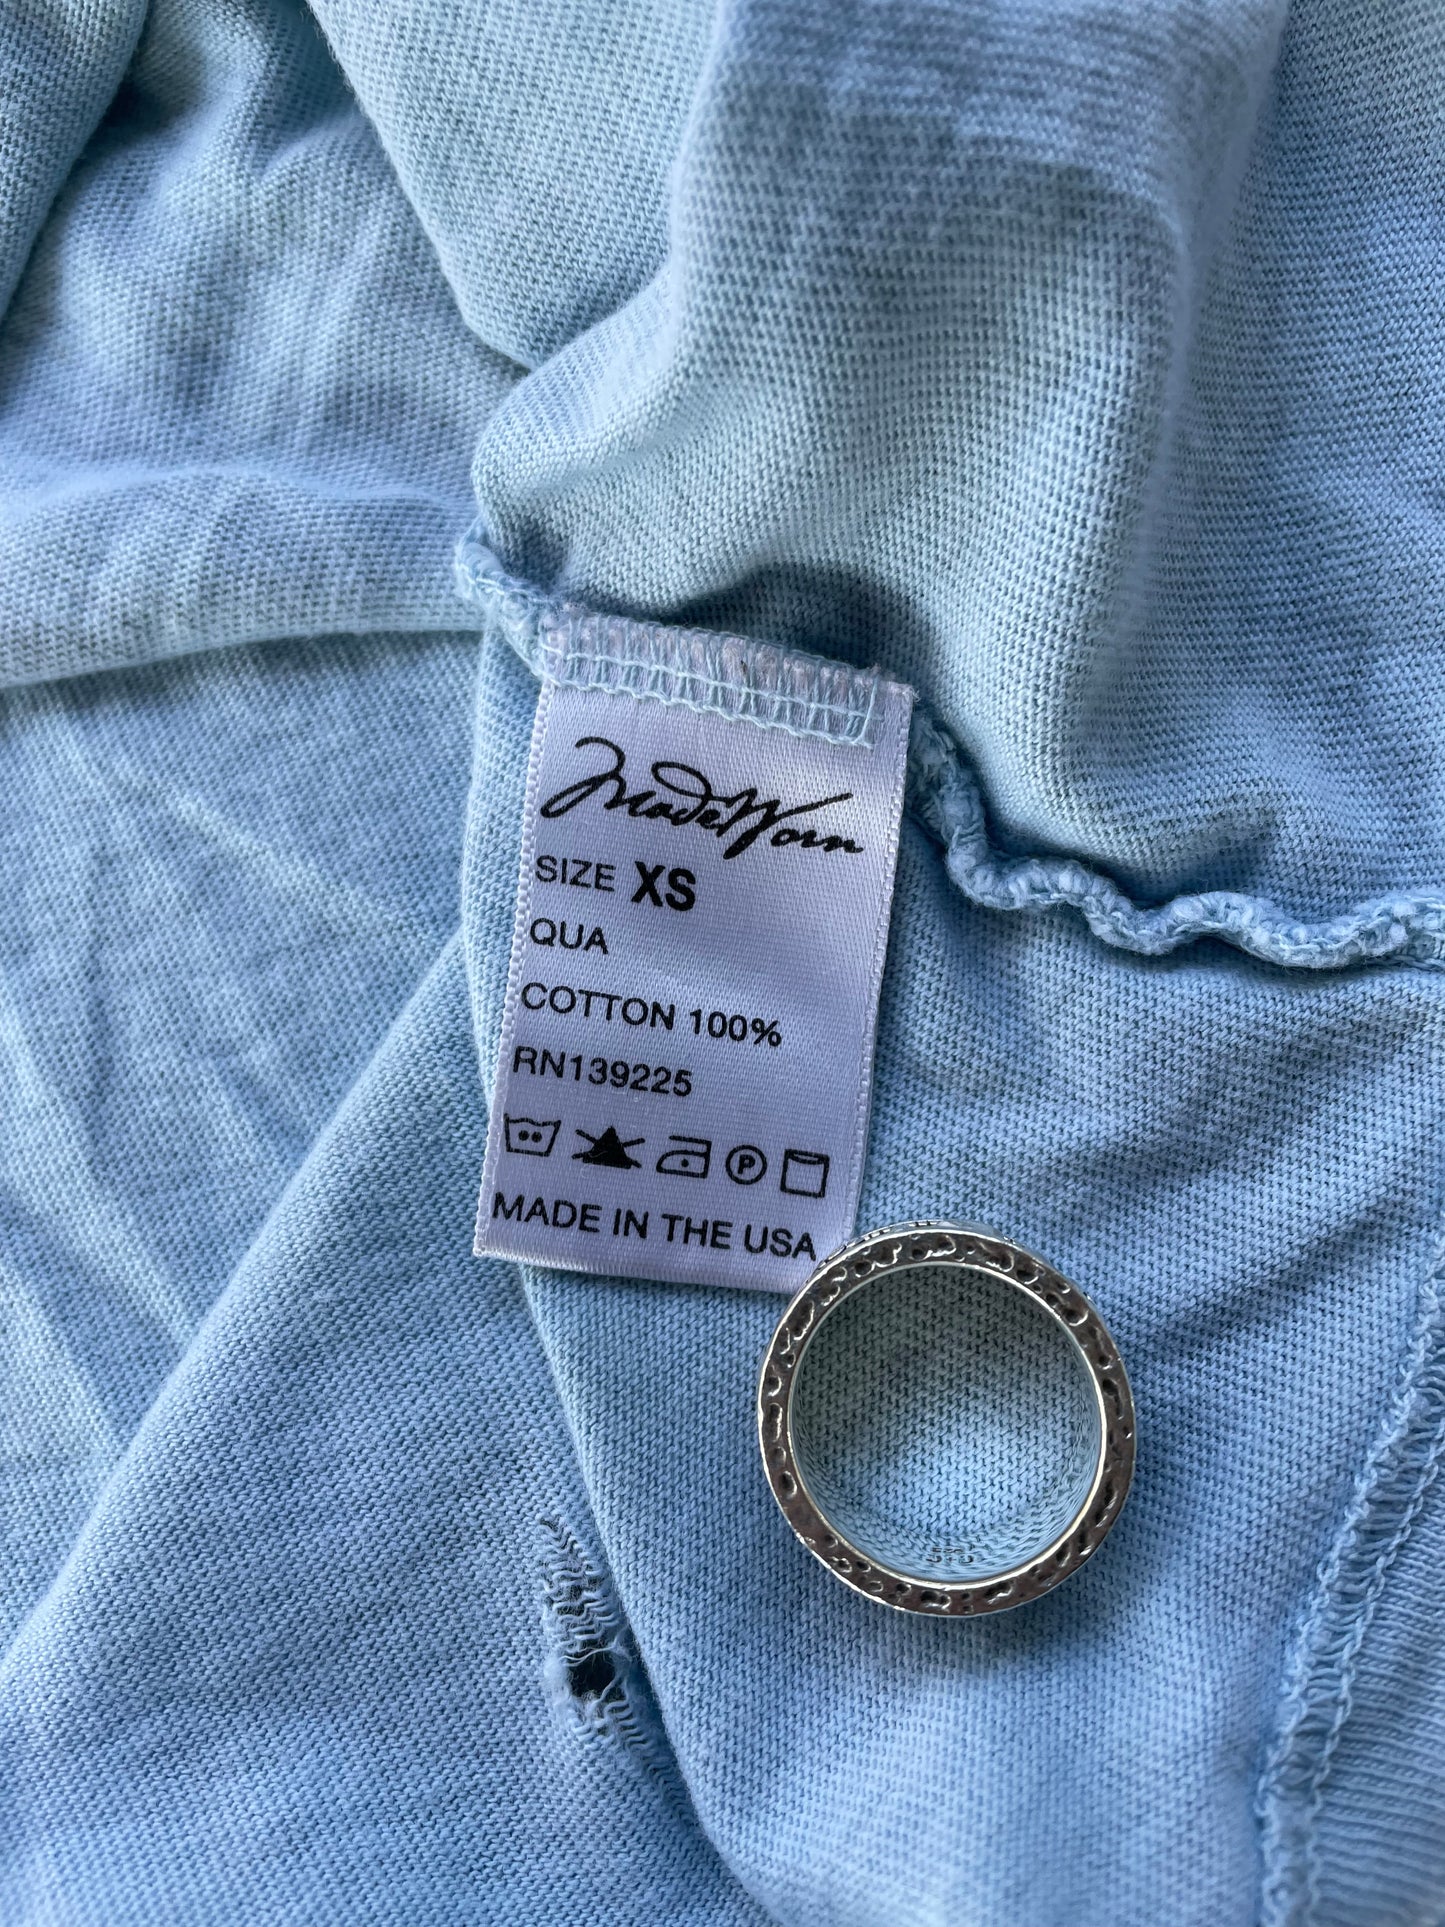 MadeWorn
SIZE XS
QUA
COTTON 100%
RN139225
P
MADE IN THE USA